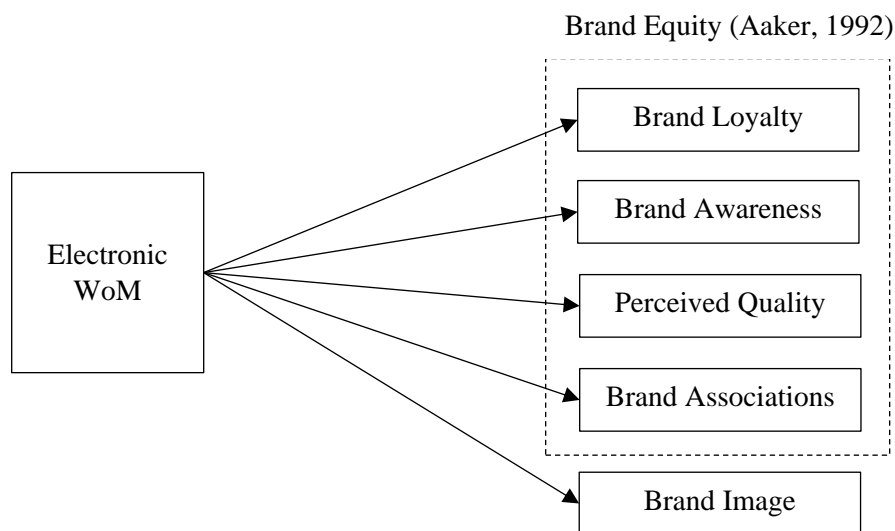 Brand Equity (Aaker, 1992)
Brand Loyalty
Brand Awareness
Electronic
WoM
Perceived Quality
Brand Associations
Brand Image